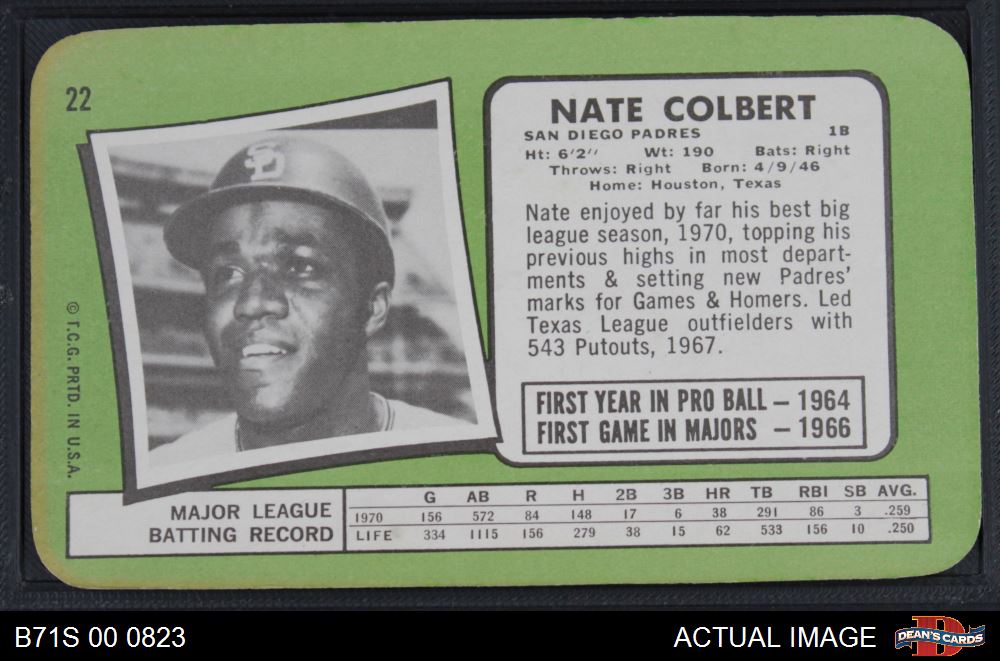 22
SD
NATE COLBERT
SAN DIEGO PADRES 1B
Ht: 6'2" Wt: 190 Bats: Right
Throws: Right Born: 4/9/46
Home: Houston, Texas
Nate enjoyed by far his best big
league season, 1970, topping his
previous highs in most depart-
ments & setting new Padres'
marks for Games & Homers. Led
Texas League outfielders with
543 Putouts, 1967.
FIRST YEAR IN PRO BALL – 1964
FIRST GAME IN MAJORS – 1966
© T.C.G. PRTD. IN U.S.A.
MAJOR LEAGUE
BATTING RECORD
G AB R H 2B 3B HR TB RBI SB AVG.
1970 156 572 84 148 17 6 38 291 86 3 .259
LIFE 334 1115 156 279 38 15 62 533 156 10 .250
B71S 00 0823
ACTUAL IMAGE
D
DEAN'S CARDS